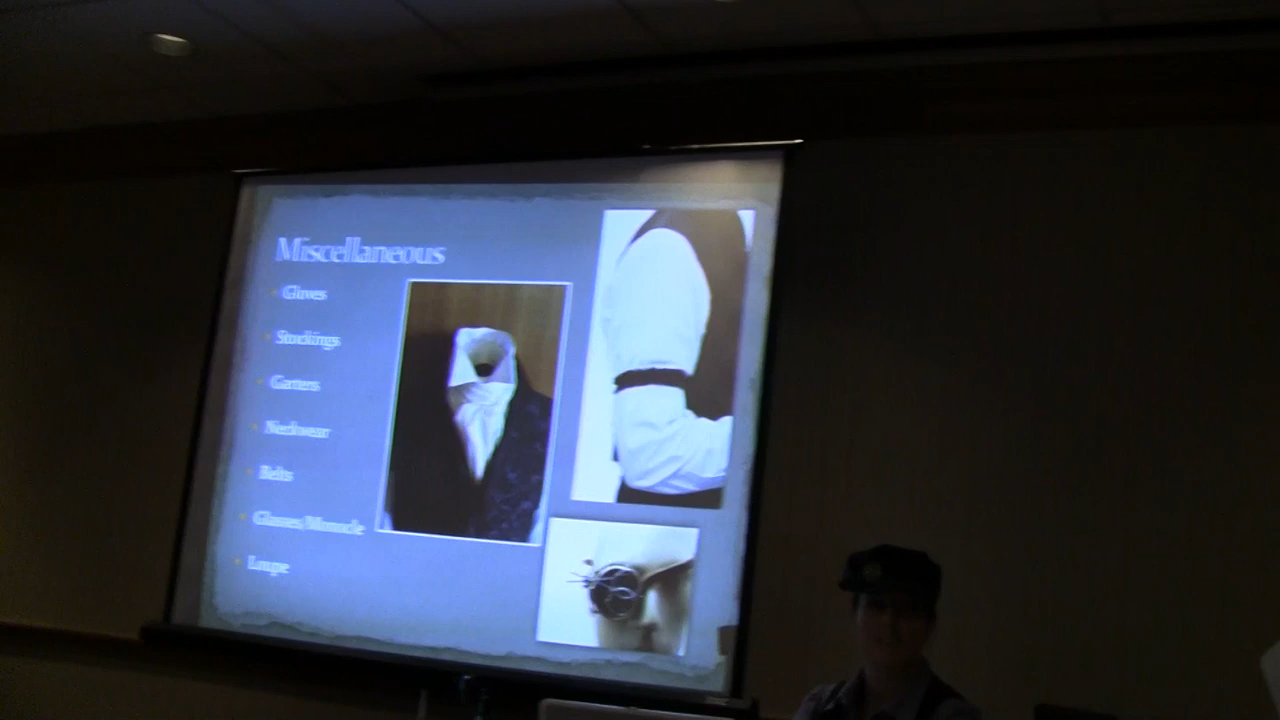 Miscellaneous
Gloves
Stockings
Garters
Neckwear
Belts
Glasses/Monocle
Loupe